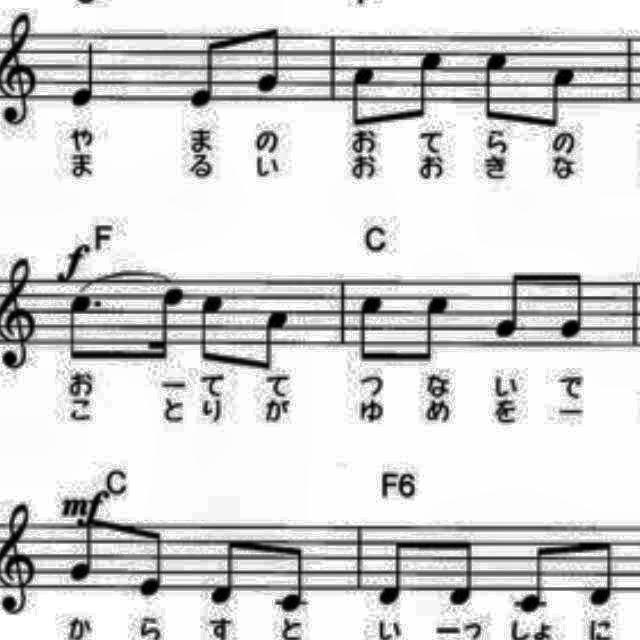 や まの おてらの
ま るい おおきな
f F C
おーてて つないで
ことりが ゆめをー
mf C F6
からすと いーっしょに